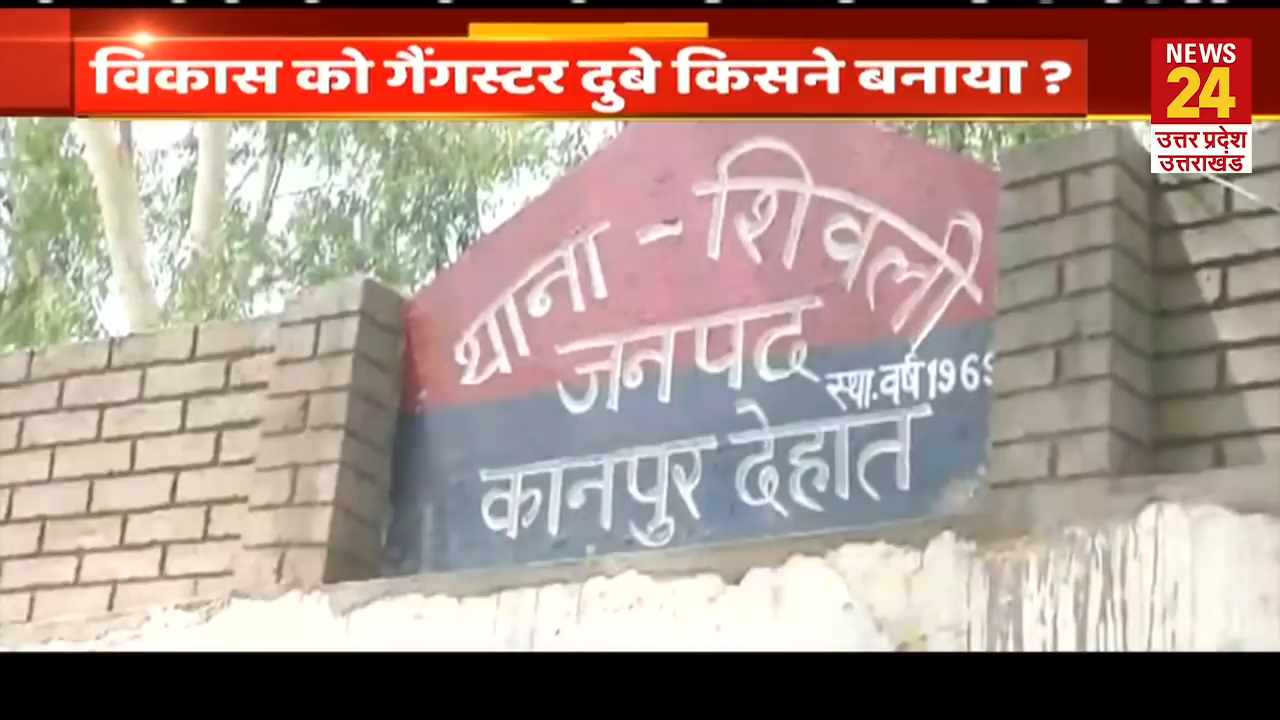 विकास को गैंगस्टर दुबे किसने बनाया ?
NEWS
24
उत्तर प्रदेश
उत्तराखंड
थाना - शिवली
जनपद
स्था. वर्ष 1969
कानपुर देहात